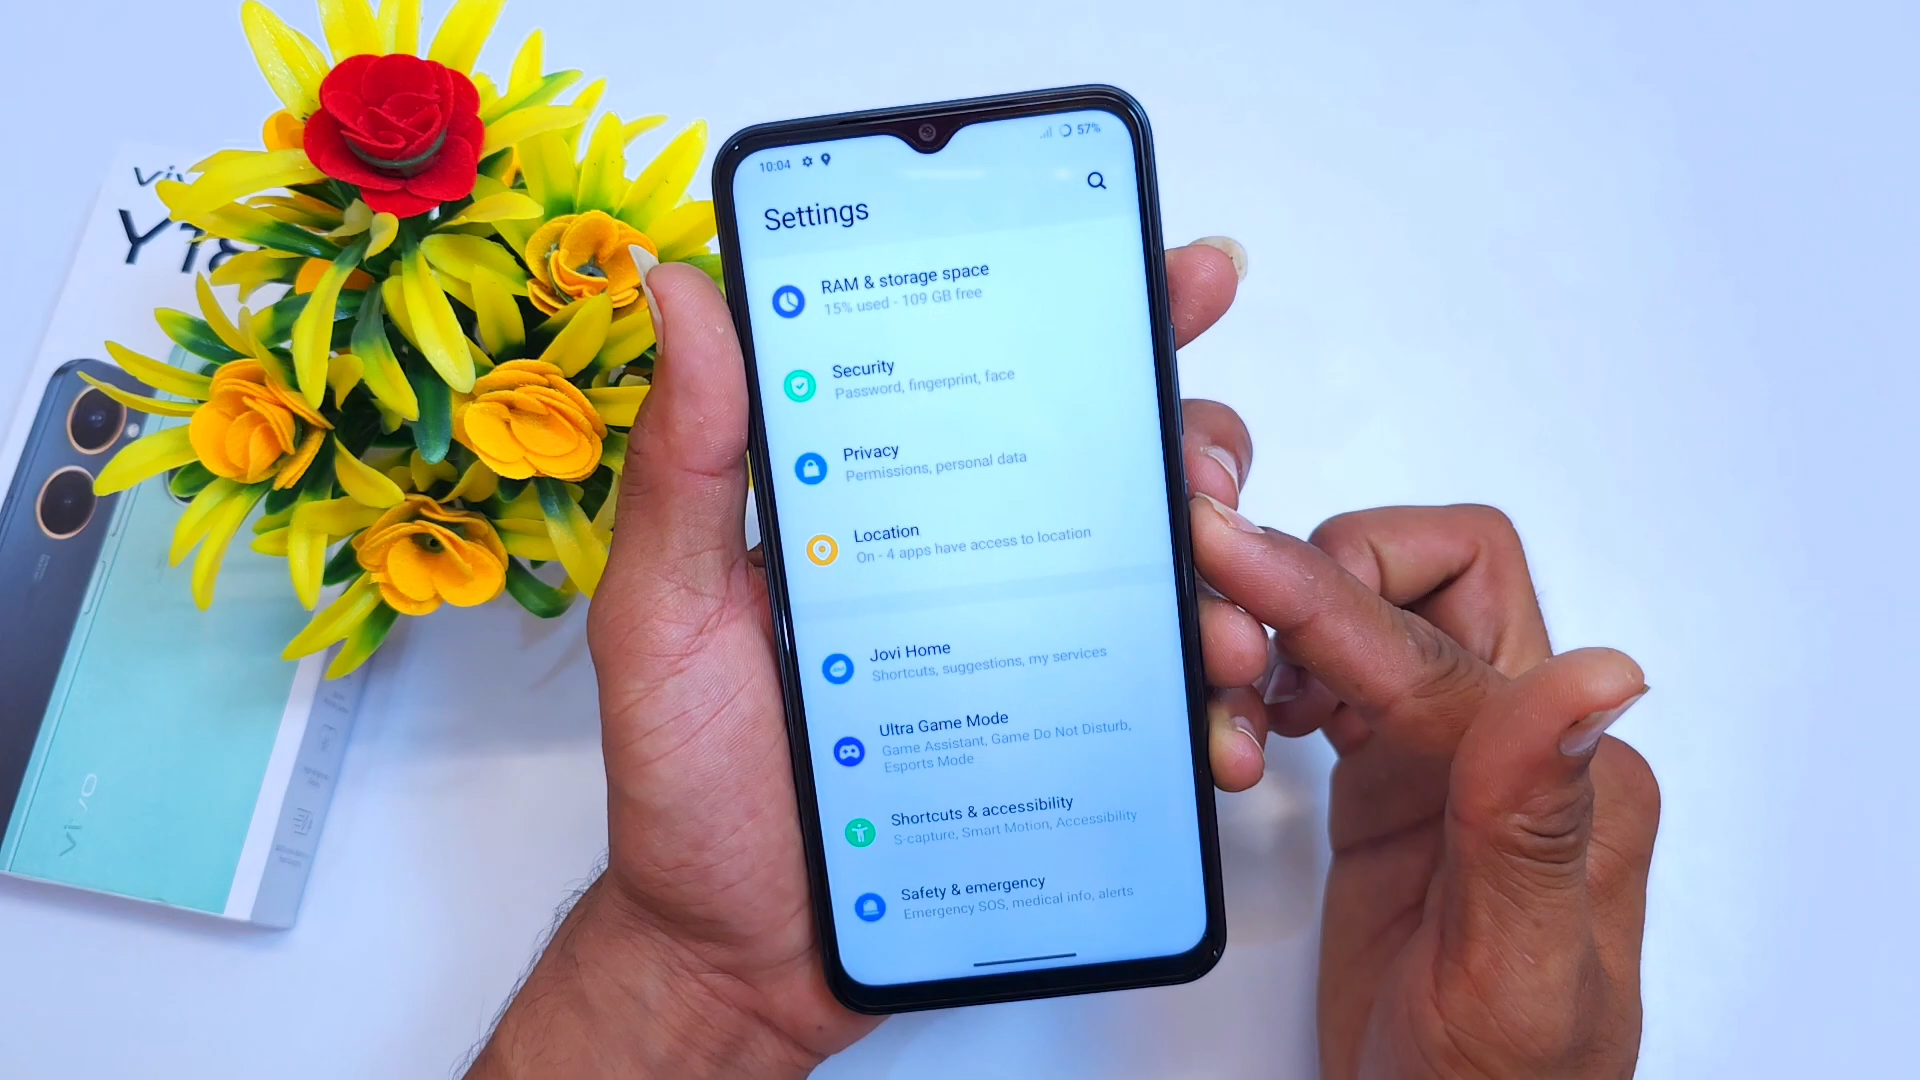 10:04 57%
Settings
RAM & storage space
15% used - 109 GB free
Security
Password, fingerprint, face
Privacy
Permissions, personal data
Location
On - 4 apps have access to location
Jovi Home
Shortcuts, suggestions, my services
Ultra Game Mode
Game Assistant, Game Do Not Disturb,
Esports Mode
Shortcuts & accessibility
S-capture, Smart Motion, Accessibility
Safety & emergency
Emergency SOS, medical info, alerts
vivo